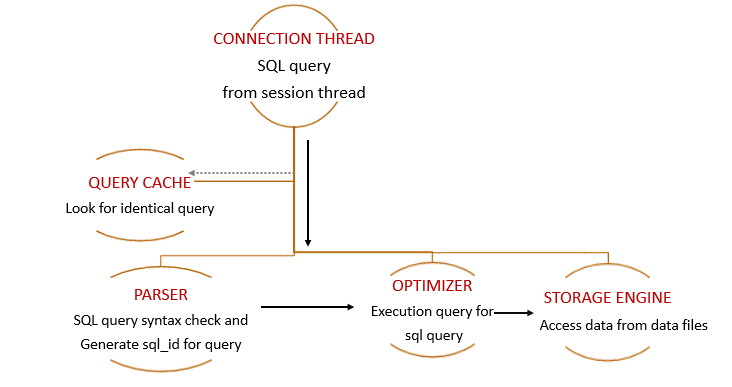 CONNECTION THREAD
SQL query
from session thread
QUERY CACHE
Look for identical query
PARSER
SQL query syntax check and
Generate sql_id for query
OPTIMIZER
Execution query for
sql query
STORAGE ENGINE
Access data from data files